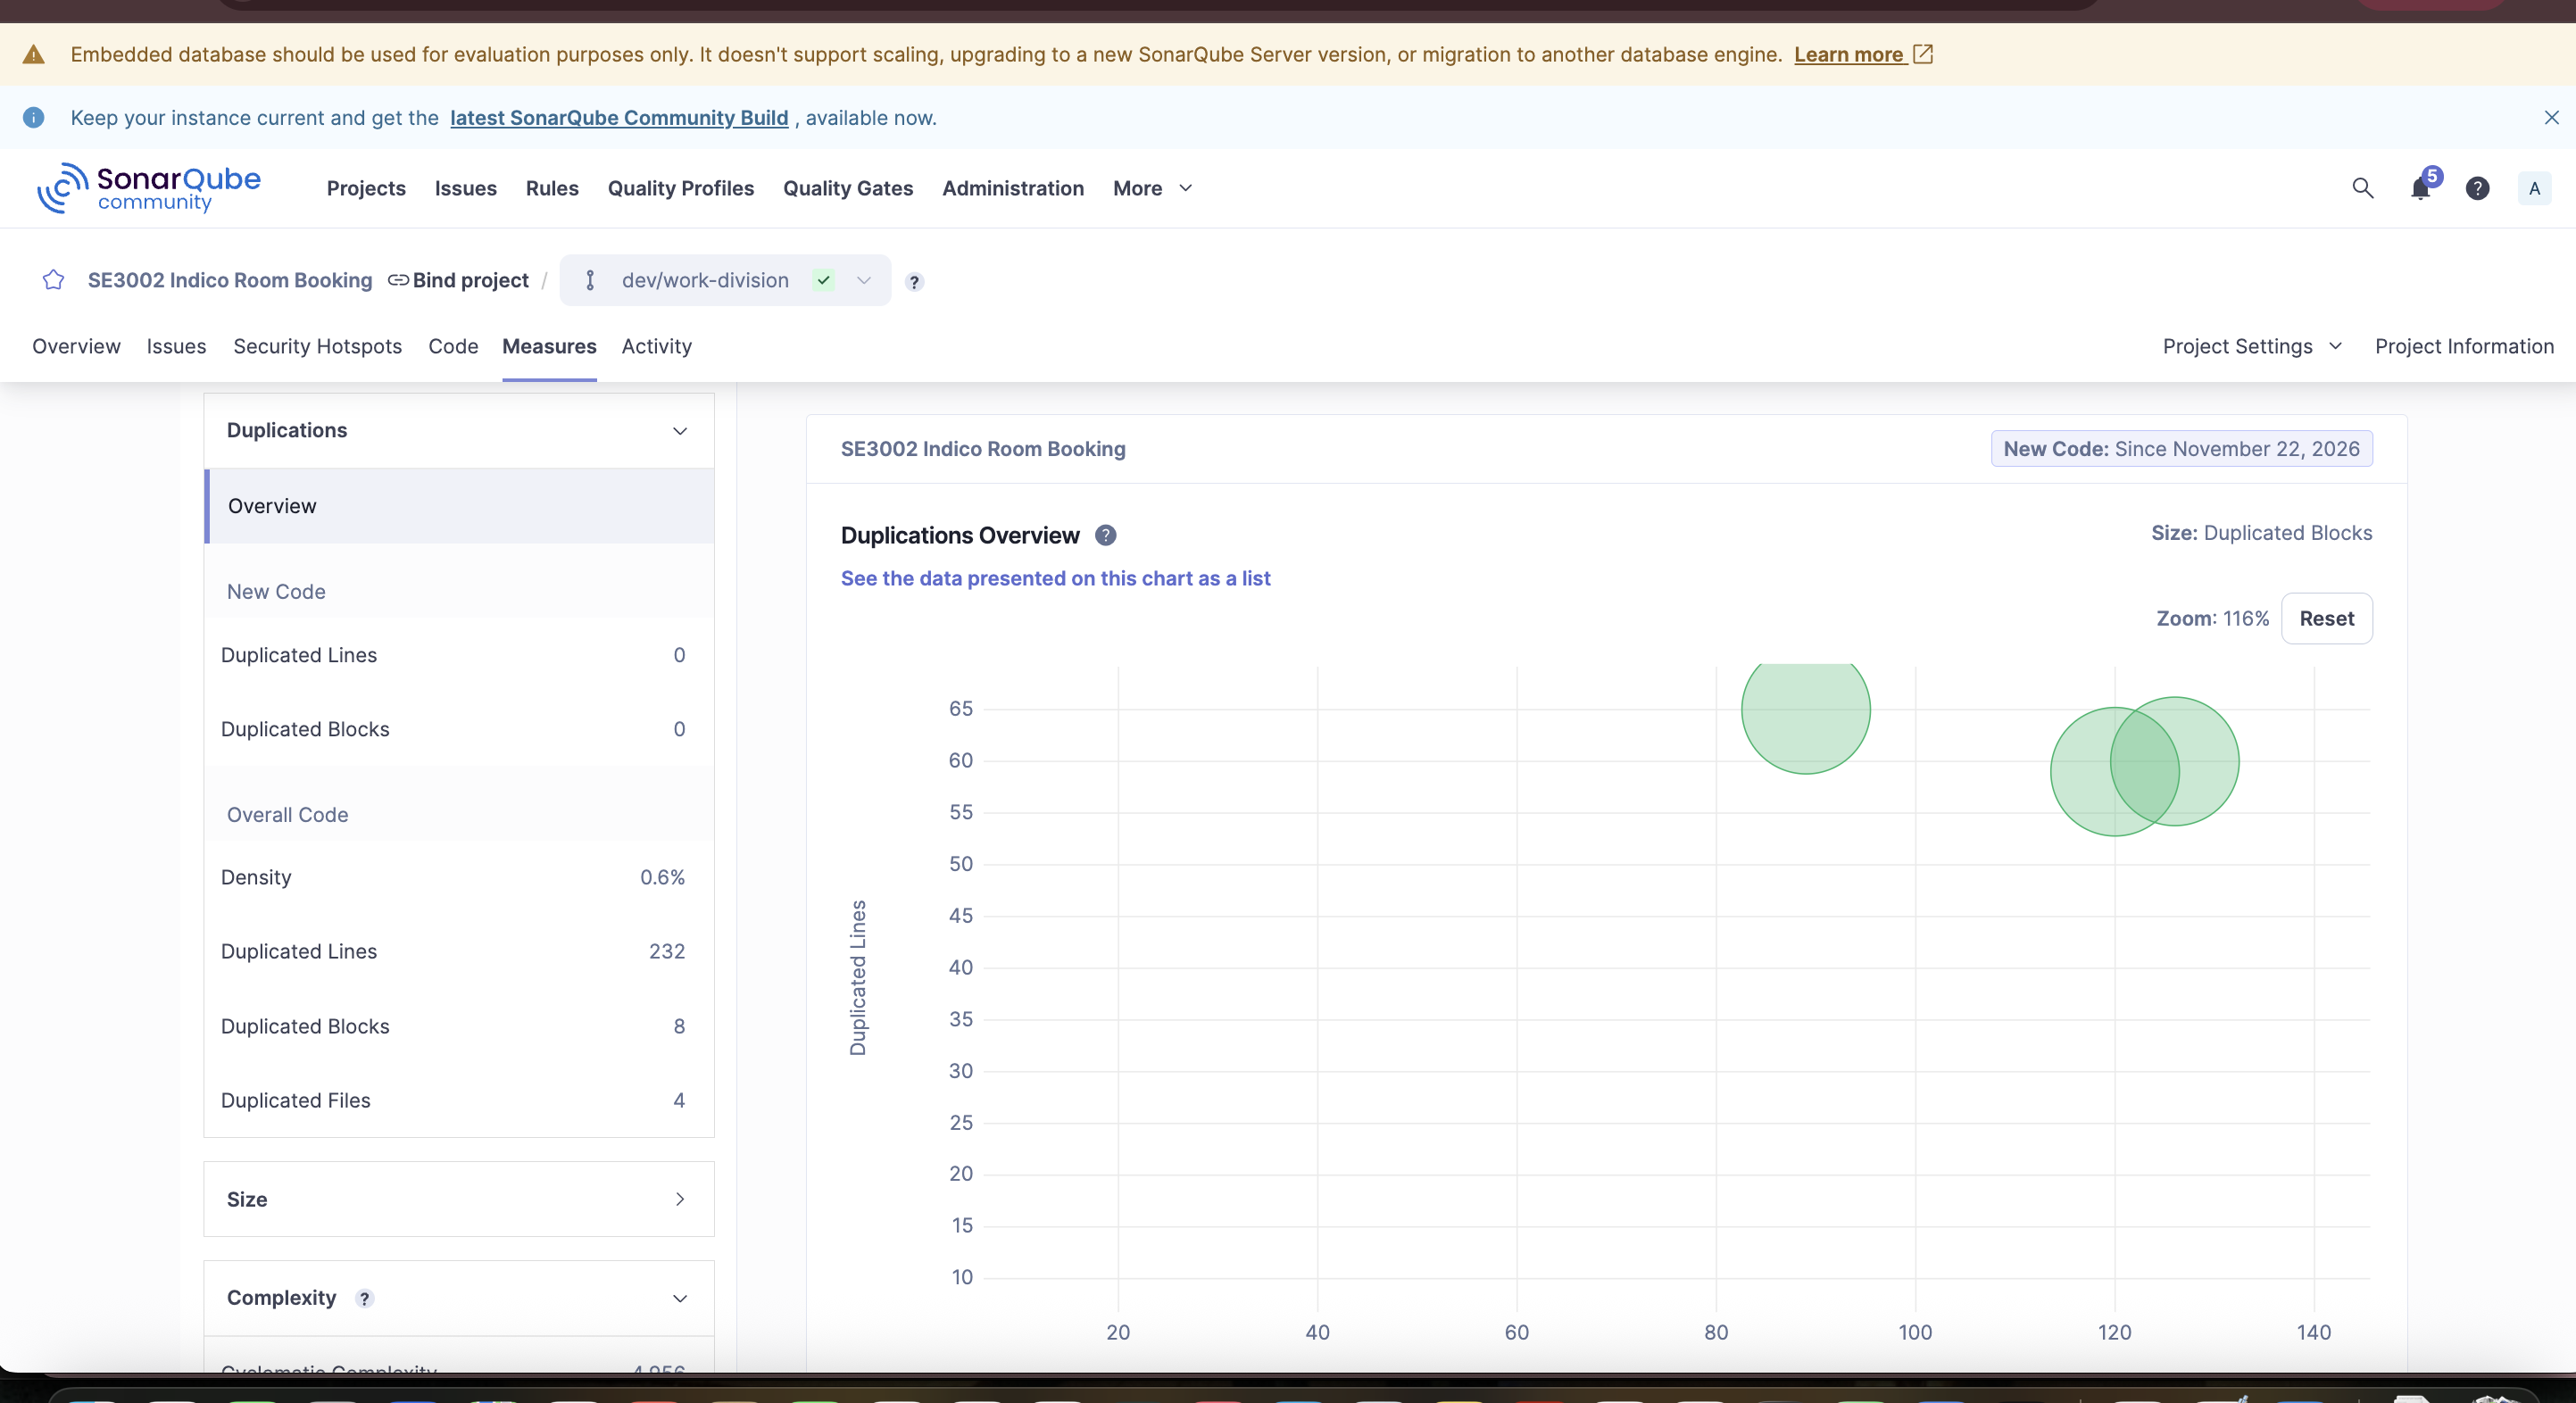 Embedded database should be used for evaluation purposes only. It doesn't support scaling, upgrading to a new SonarQube Server version, or migration to another database engine. Learn more
Keep your instance current and get the latest SonarQube Community Build , available now.
SonarQube community
Projects Issues Rules Quality Profiles Quality Gates Administration More
5
?
A
SE3002 Indico Room Booking Bind project / dev/work-division ?
Overview Issues Security Hotspots Code Measures Activity Project Settings Project Information
Duplications
Overview
New Code
Duplicated Lines 0
Duplicated Blocks 0
Overall Code
Density 0.6%
Duplicated Lines 232
Duplicated Blocks 8
Duplicated Files 4
Size
Complexity ?
Cyclomatic Complexity 4,956
SE3002 Indico Room Booking New Code: Since November 22, 2026
Duplications Overview ? Size: Duplicated Blocks
See the data presented on this chart as a list
Zoom: 116% Reset
Duplicated Lines
65
60
55
50
45
40
35
30
25
20
15
10
20 40 60 80 100 120 140